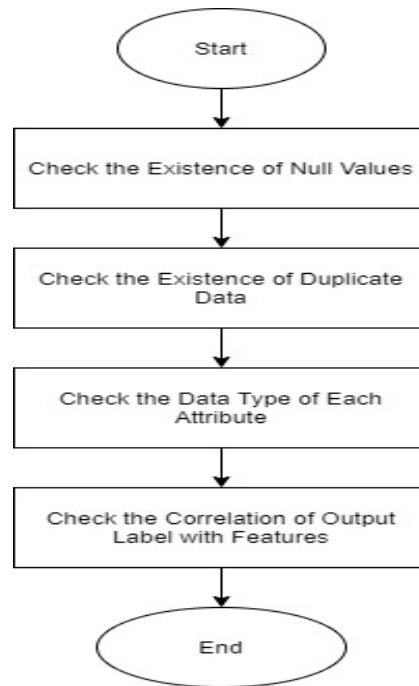 Start
Check the Existence of Null Values
Check the Existence of Duplicate
Data
Check the Data Type of Each
Attribute
Check the Correlation of Output
Label with Features
End